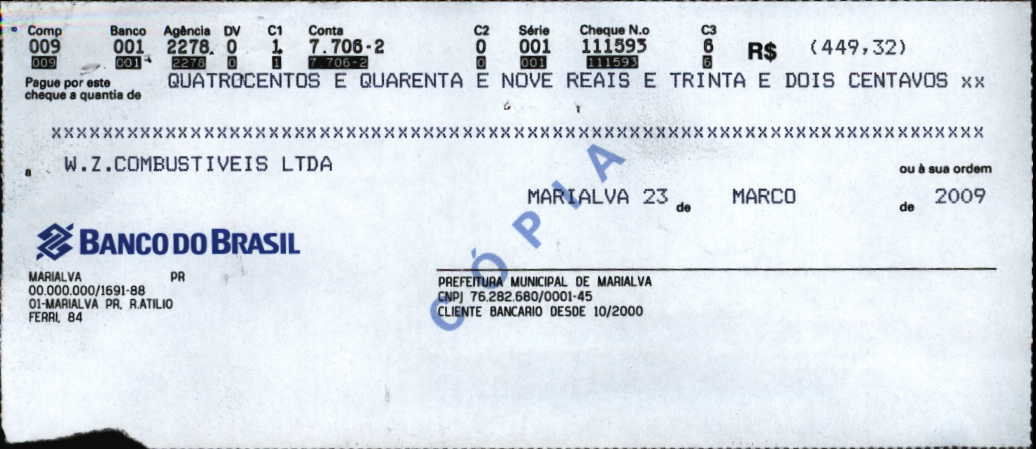 Comp Banco Agência DV C1 Conta C2 Série Cheque N.o C3
009 001 2278. 0 1. 7.706-2 0 001 111593 6 R$ (449,32)
009 001 2278 0 1 7 706-2 0 001 111593 6
Pague por este
cheque a quantia de QUATROCENTOS E QUARENTA E NOVE REAIS E TRINTA E DOIS CENTAVOS xx
xxxxxxxxxxxxxxxxxxxxxxxxxxxxxxxxxxxxxxxxxxxxxxxxxxxxxxxxxxxxxxxxxxxxxxxx
a W.Z.COMBUSTIVEIS LTDA ou à sua ordem
MARIALVA 23 de MARCO de 2009
CÓPIA
BANCO DO BRASIL
MARIALVA PR
00.000.000/1691-88
01-MARIALVA PR. R.ATILIO
FERRI, 84
PREFEITURA MUNICIPAL DE MARIALVA
CNPJ 76.282.680/0001-45
CLIENTE BANCARIO DESDE 10/2000